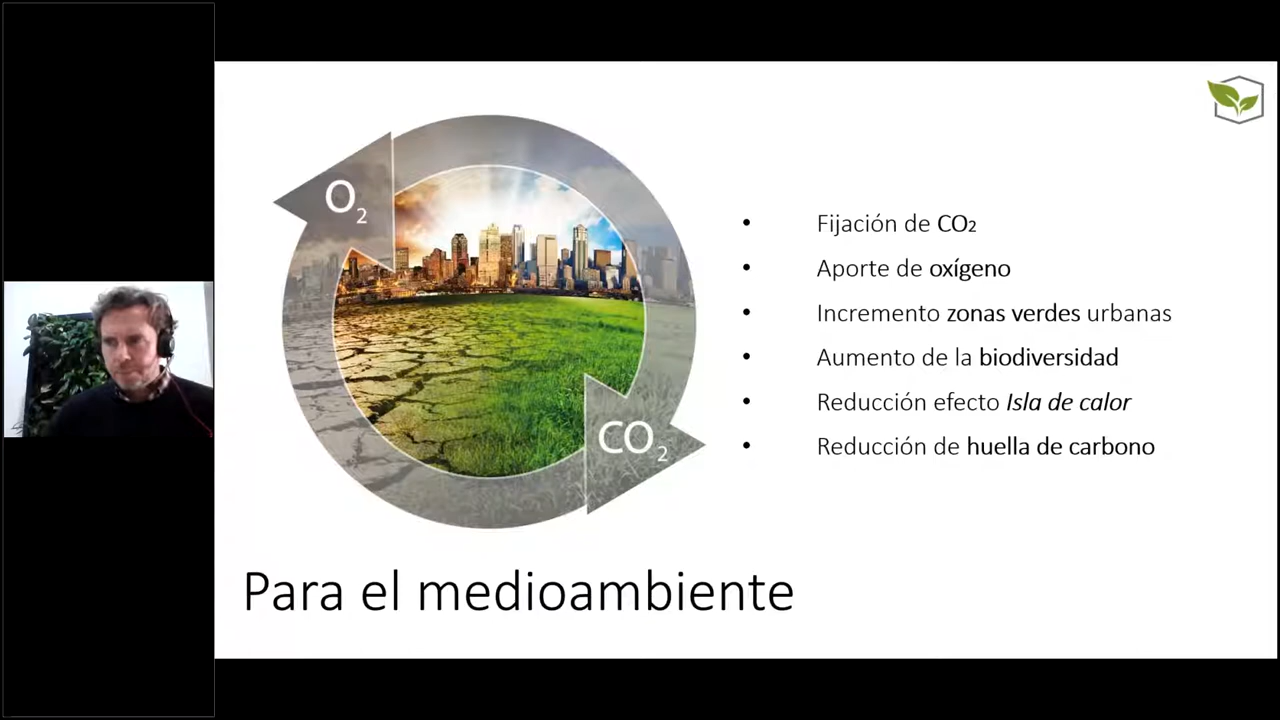 O2
CO2
• Fijación de CO2
• Aporte de oxígeno
• Incremento zonas verdes urbanas
• Aumento de la biodiversidad
• Reducción efecto Isla de calor
• Reducción de huella de carbono
Para el medioambiente